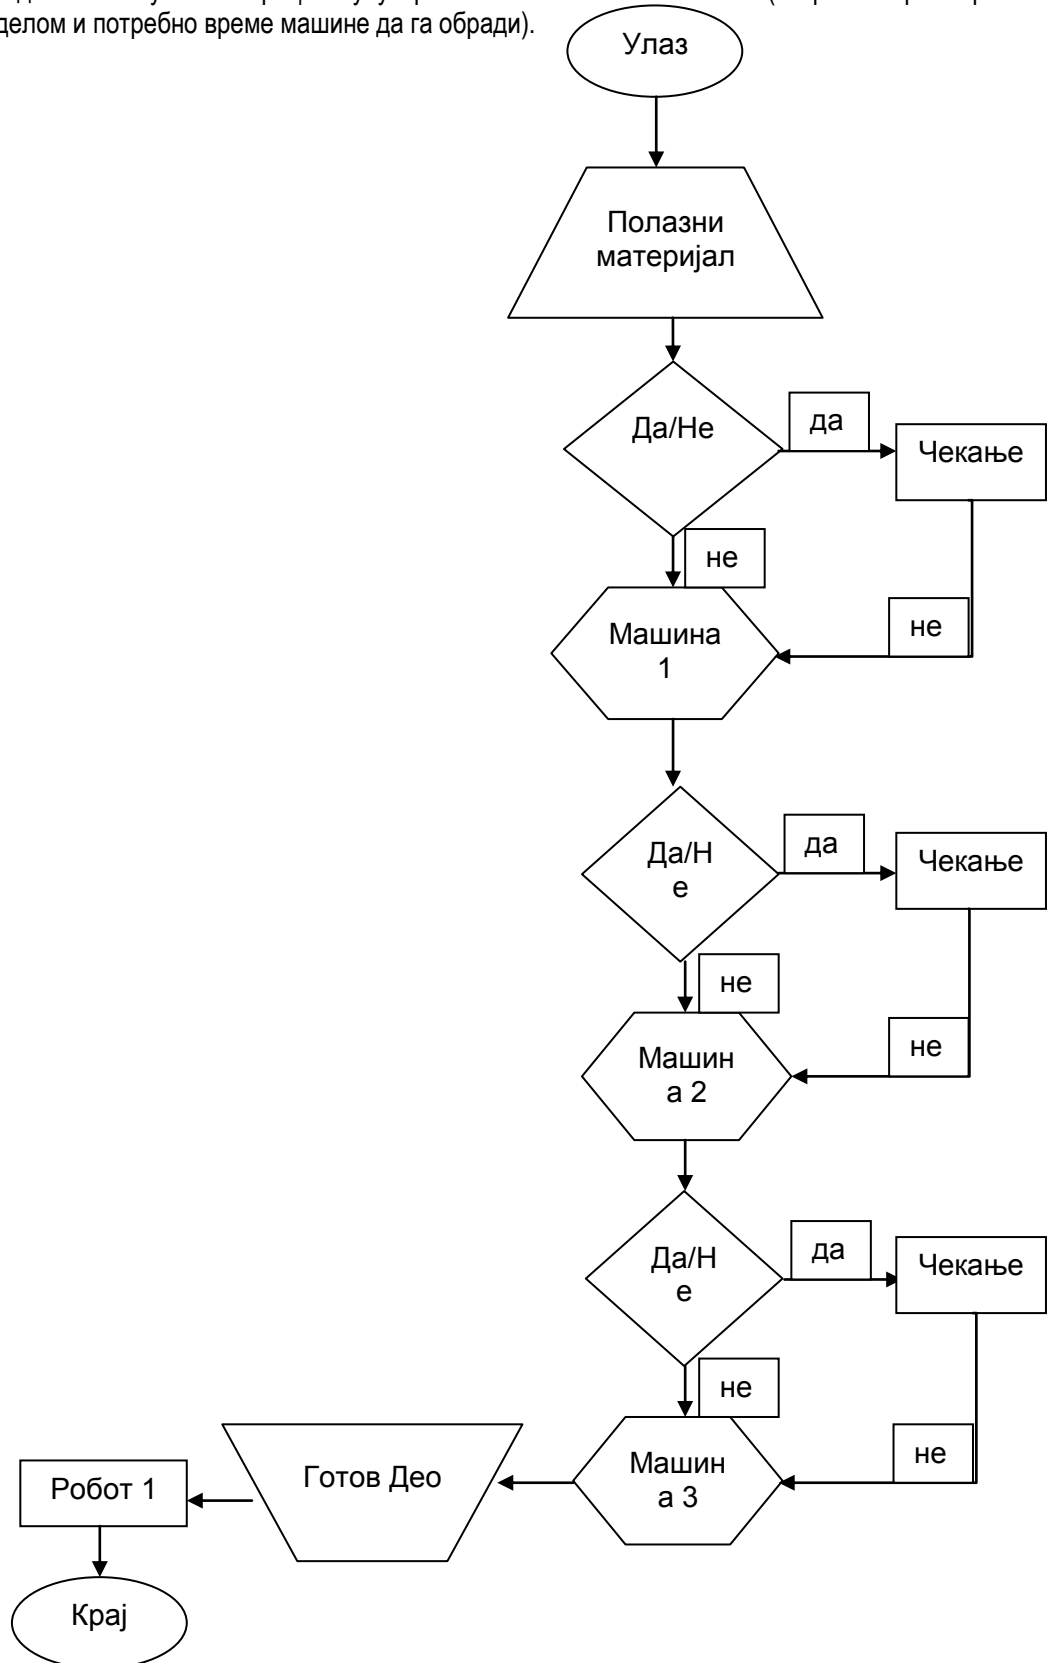 делом и потребно време машине да га обради).
Улаз
Полазни
материјал
Да/Не
да
Чекање
не
Машина
1
не
Да/Н
е
да
Чекање
не
Машин
а 2
не
Да/Н
е
да
Чекање
не
Машин
а 3
не
Готов Део
Робот 1
Крај